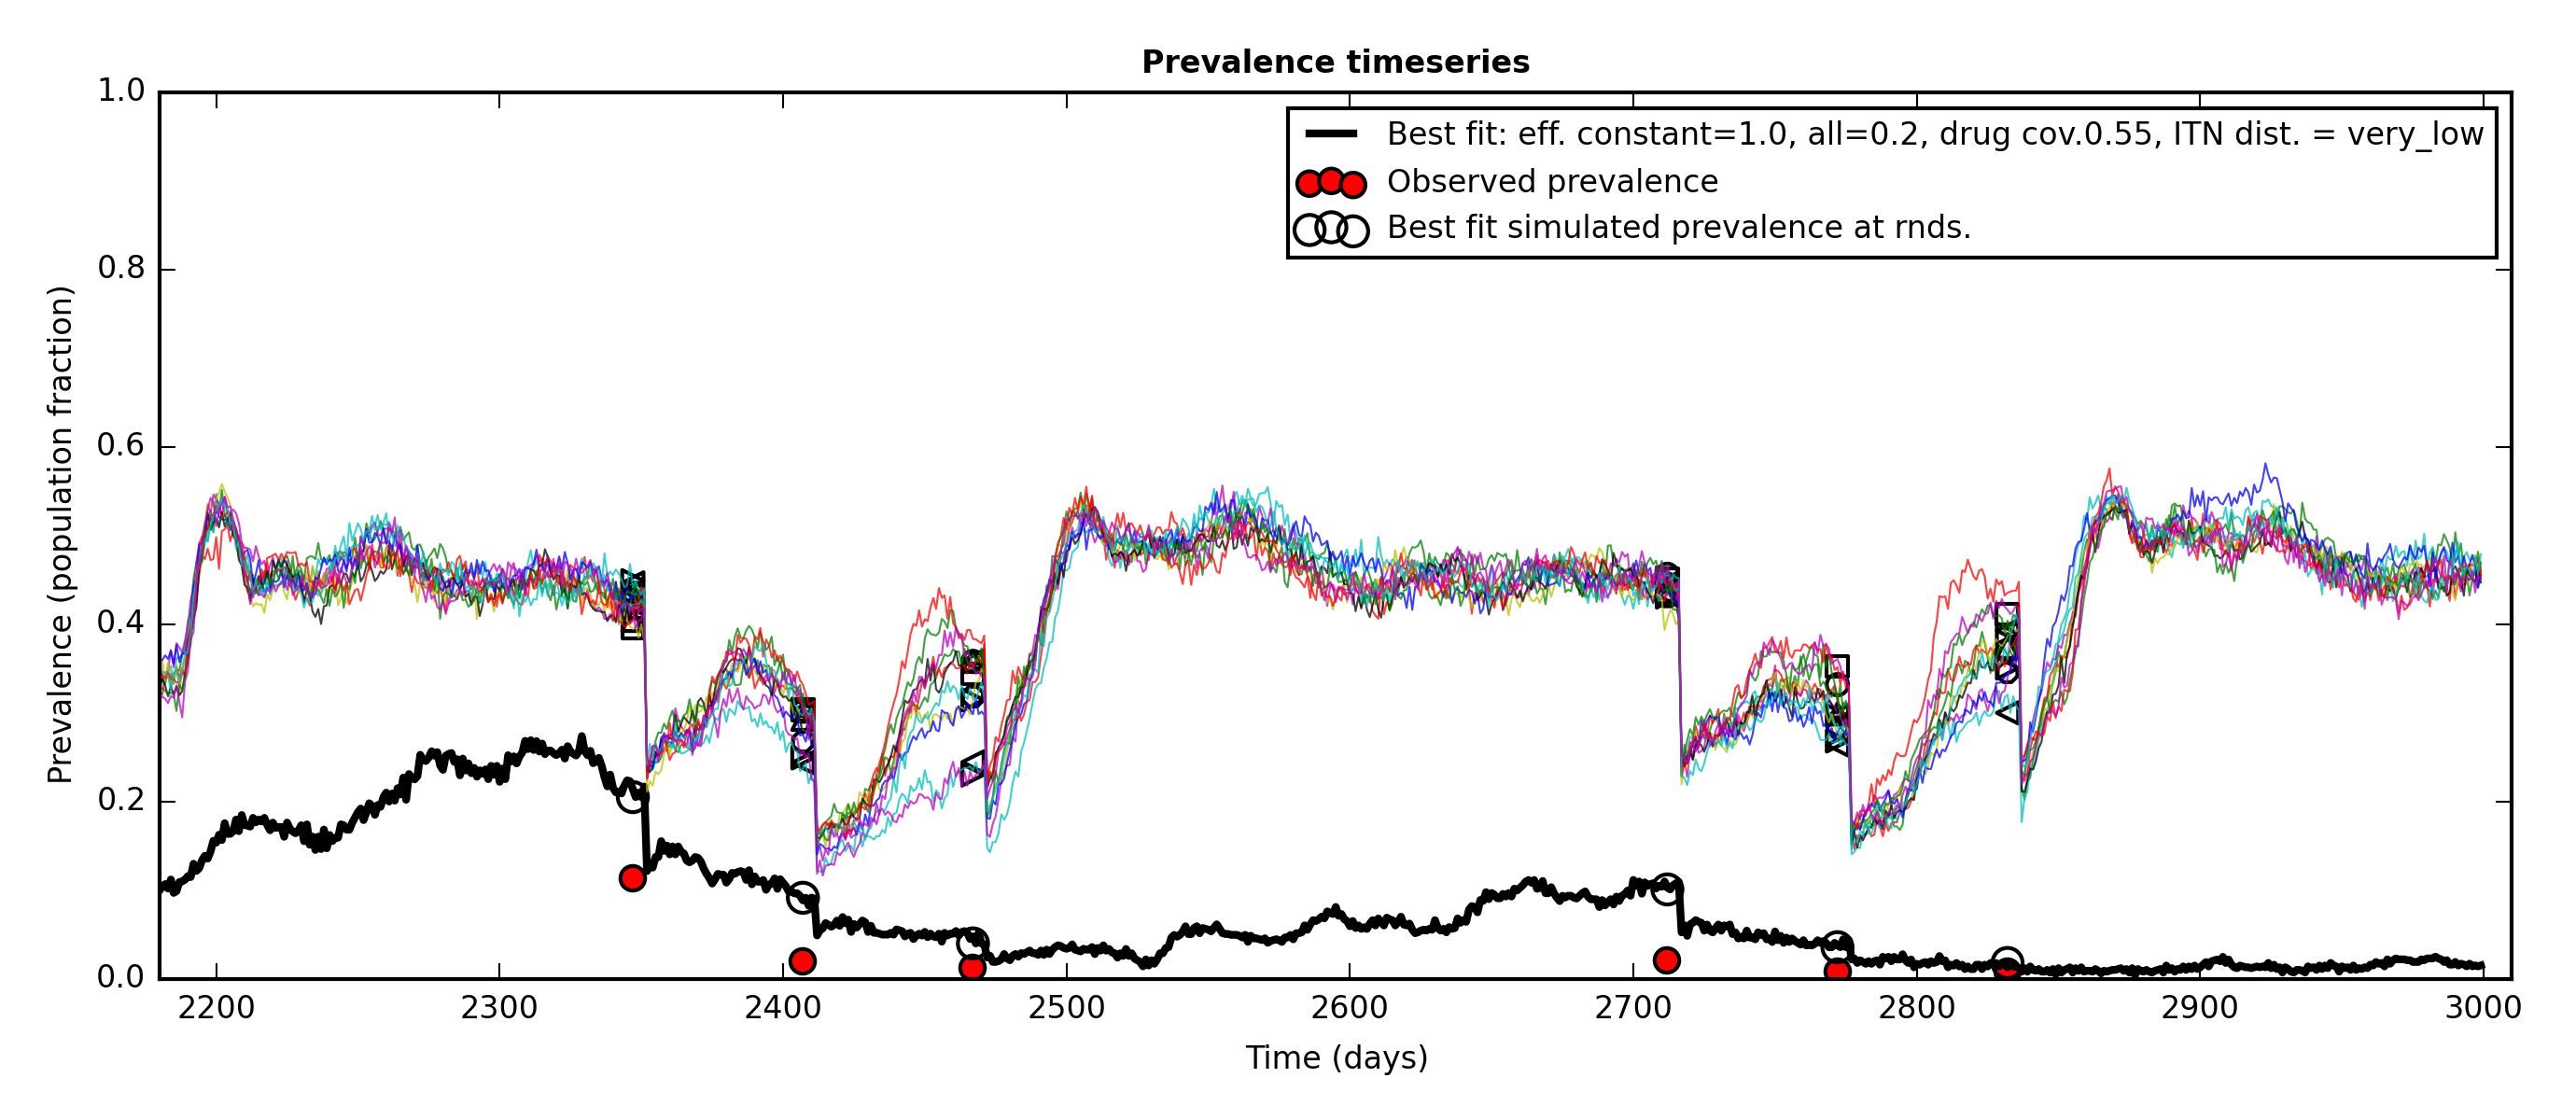 Prevalence timeseries
1.0
0.8
0.6
0.4
0.2
0.0
Prevalence (population fraction)
Best fit: eff. constant=1.0, all=0.2, drug cov.0.55, ITN dist. = very_low
Observed prevalence
Best fit simulated prevalence at rnds.
2200 2300 2400 2500 2600 2700 2800 2900 3000
Time (days)